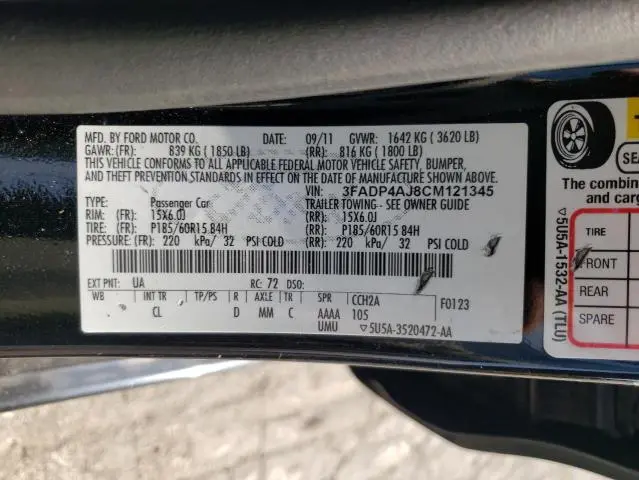 MFD. BY FORD MOTOR CO. DATE: 09/11 GVWR: 1642 KG ( 3620 LB)
GAWR: (FR): 839 KG ( 1850 LB) (RR): 816 KG ( 1800 LB)
THIS VEHICLE CONFORMS TO ALL APPLICABLE FEDERAL MOTOR VEHICLE SAFETY, BUMPER,
AND THEFT PREVENTION STANDARDS IN EFFECT ON THE DATE OF MANUFACTURE SHOWN ABOVE.
VIN: 3FADP4AJ8CM121345
TYPE: Passenger Car TRAILER TOWING - SEE OWNER GUIDE
RIM: (FR): 15X6.0J (RR): 15X6.0J
TIRE: (FR): P185/60R15 84H (RR): P185/60R15 84H
PRESSURE: (FR): 220 kPa/ 32 PSI COLD (RR): 220 kPa/ 32 PSI COLD
EXT PNT: UA RC: 72 DSO:
WB INT TR TP/PS R AXLE TR SPR CCH2A F0123
CL D MM C AAAA 105
UMU ▽5U5A-3520472-AA
SEA
The combin
and carg
TIRE
FRONT
REAR
SPARE
▽5U5A-1532-AA (TLU)